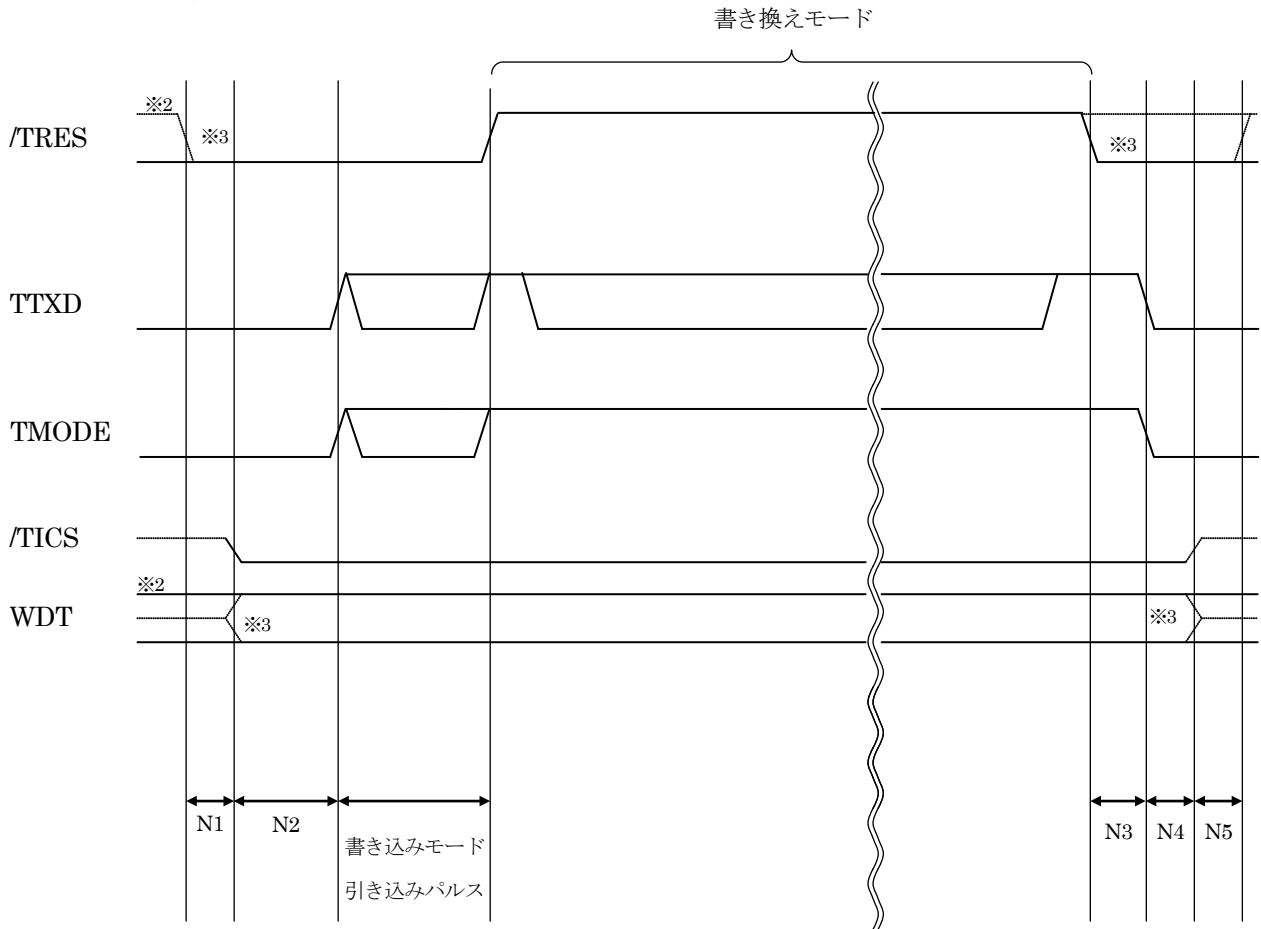 書き換えモード
※2
※3
※3
/TRES
TTXD
TMODE
/TICS
※2
WDT
※3
※3
N1
N2
N3
N4
N5
書き込みモード
引き込みパルス